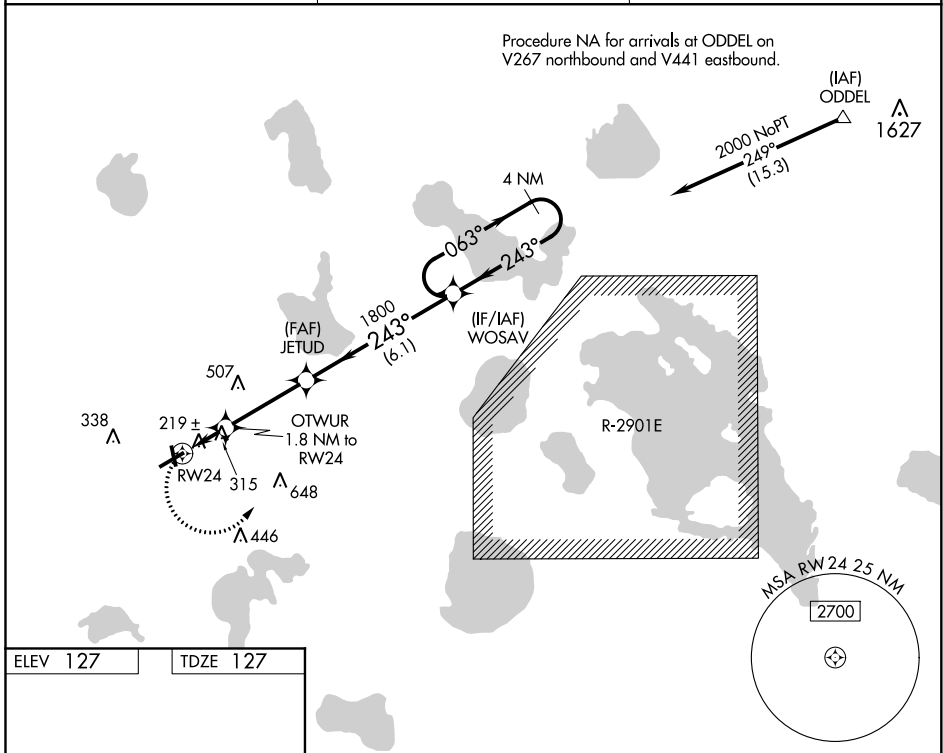 Procedure NA for arrivals at ODDEL on
V267 northbound and V441 eastbound.
(IAF)
ODDEL
1627
2000 NoPT
249°
(15.3)
4 NM
063°
243°
(IF/IAF)
WOSAV
1800
243°
(6.1)
(FAF)
JETUD
507
338
219 ±
OTWUR
1.8 NM to
RW24
RW24
315
648
446
R-2901E
MSA RW24 25 NM
2700
ELEV 127
TDZE 127